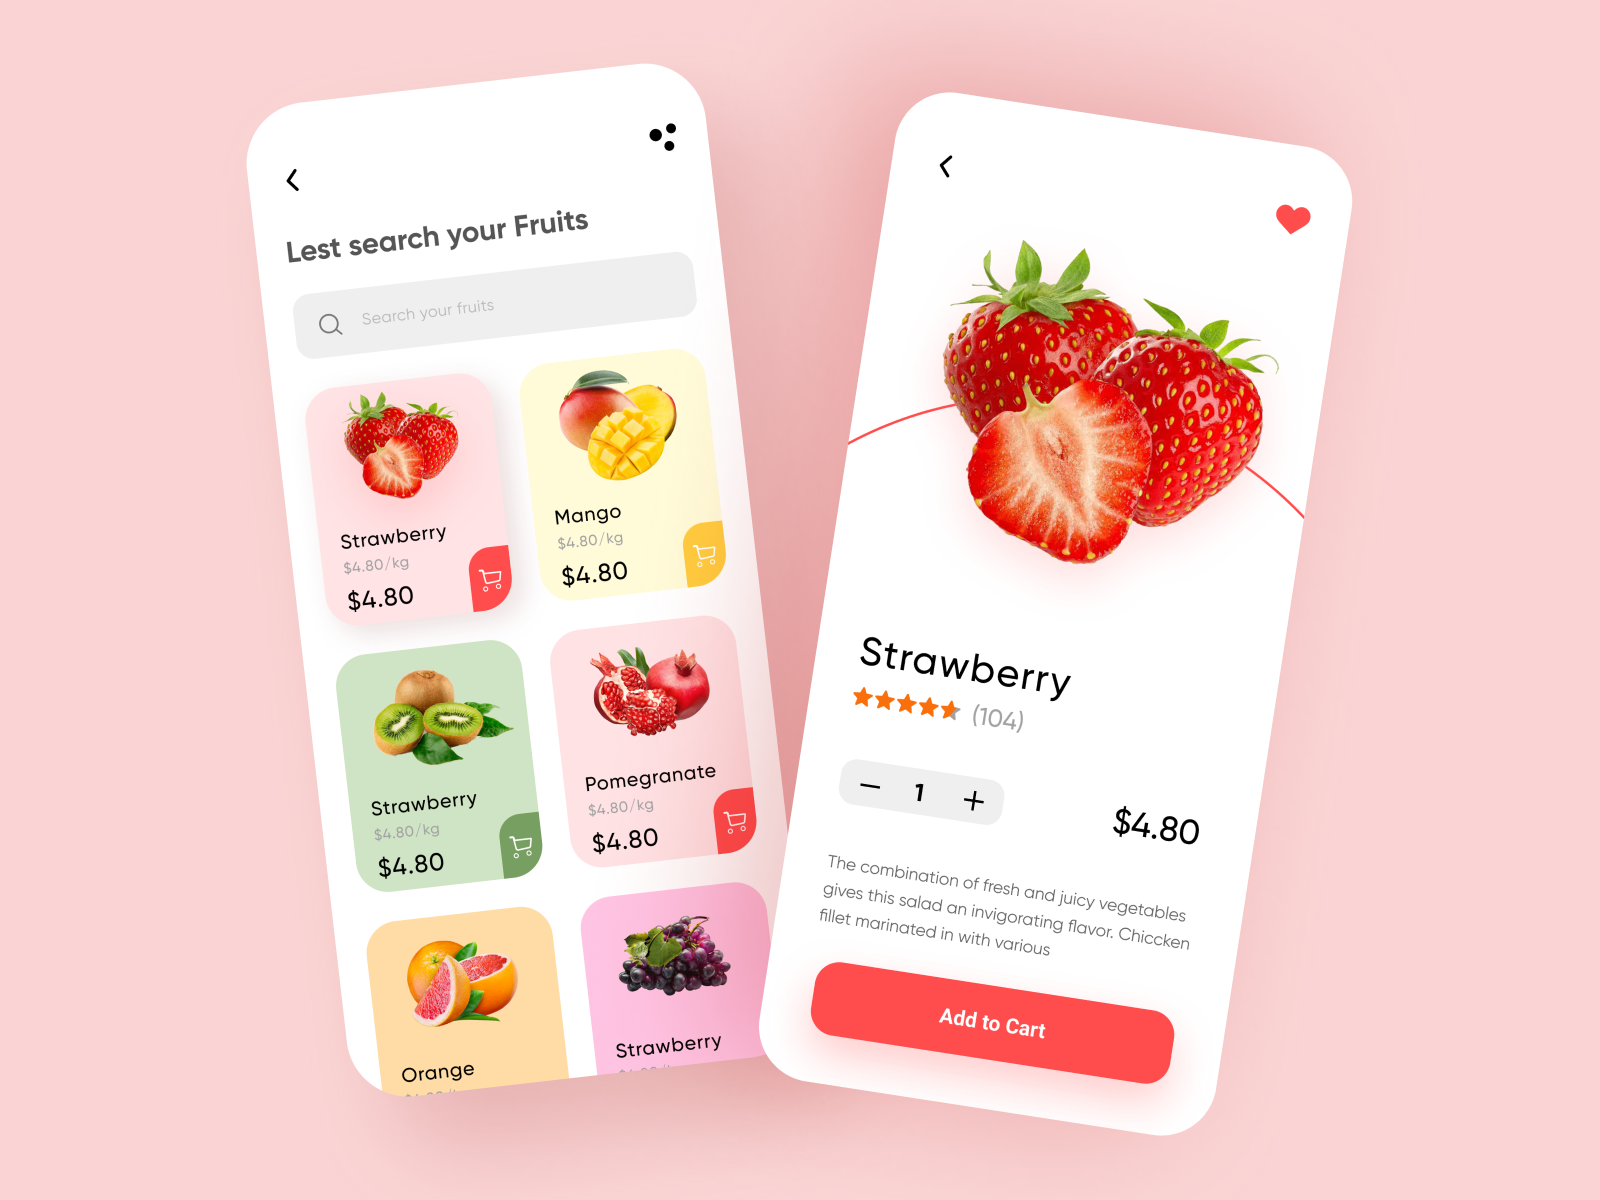 Lest search your Fruits
Search your fruits
Strawberry
$4.80/kg
$4.80
Mango
$4.80/kg
$4.80
Strawberry
$4.80/kg
$4.80
Pomegranate
$4.80/kg
$4.80
Orange
Strawberry
Strawberry
(104)
1
$4.80
The combination of fresh and juicy vegetables
gives this salad an invigorating flavor. Chiccken
fillet marinated in with various
Add to Cart